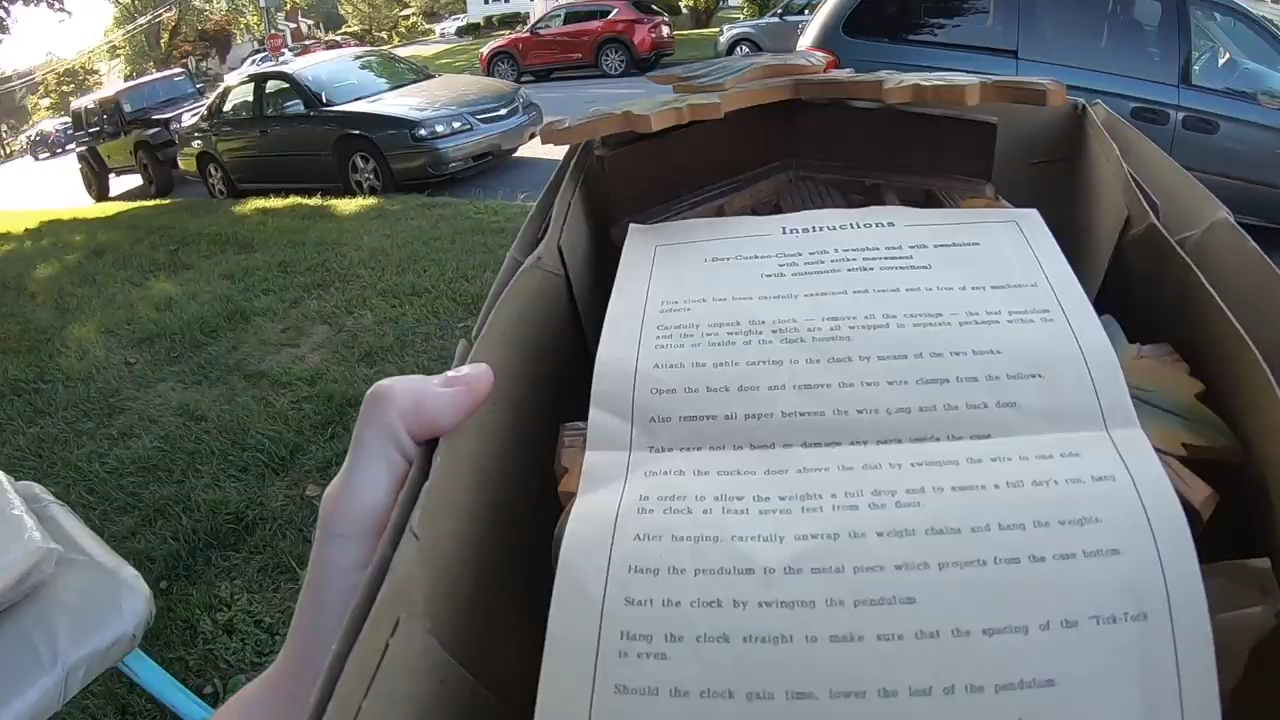 STOP
Instructions
1-Day-Cuckoo-Clock with 2 weights and with pendulum
with rack strike movement
(with automatic strike correction)
This clock has been carefully examined and tested and is free of any mechanical
defects
Carefully unpack this clock — remove all the carvings — the leaf pendulum
and the two weights which are all wrapped in separate packages within the
carton or inside of the clock housing.
Attach the gable carving to the clock by means of the two hooks.
Open the back door and remove the two wire clamps from the bellows.
Also remove all paper between the wire gong and the back door.
Take care not to bend or damage any parts inside the case
Unlatch the cuckoo door above the dial by swinging the wire to one side.
In order to allow the weights a full drop and to assure a full day's run, hang
the clock at least seven feet from the floor.
After hanging, carefully unwrap the weight chains and hang the weights.
Hang the pendulum to the metal piece which projects from the case bottom.
Start the clock by swinging the pendulum
Hang the clock straight to make sure that the spacing of the "Tick-Tock
is even.
Should the clock gain time, lower the leaf of the pendulum